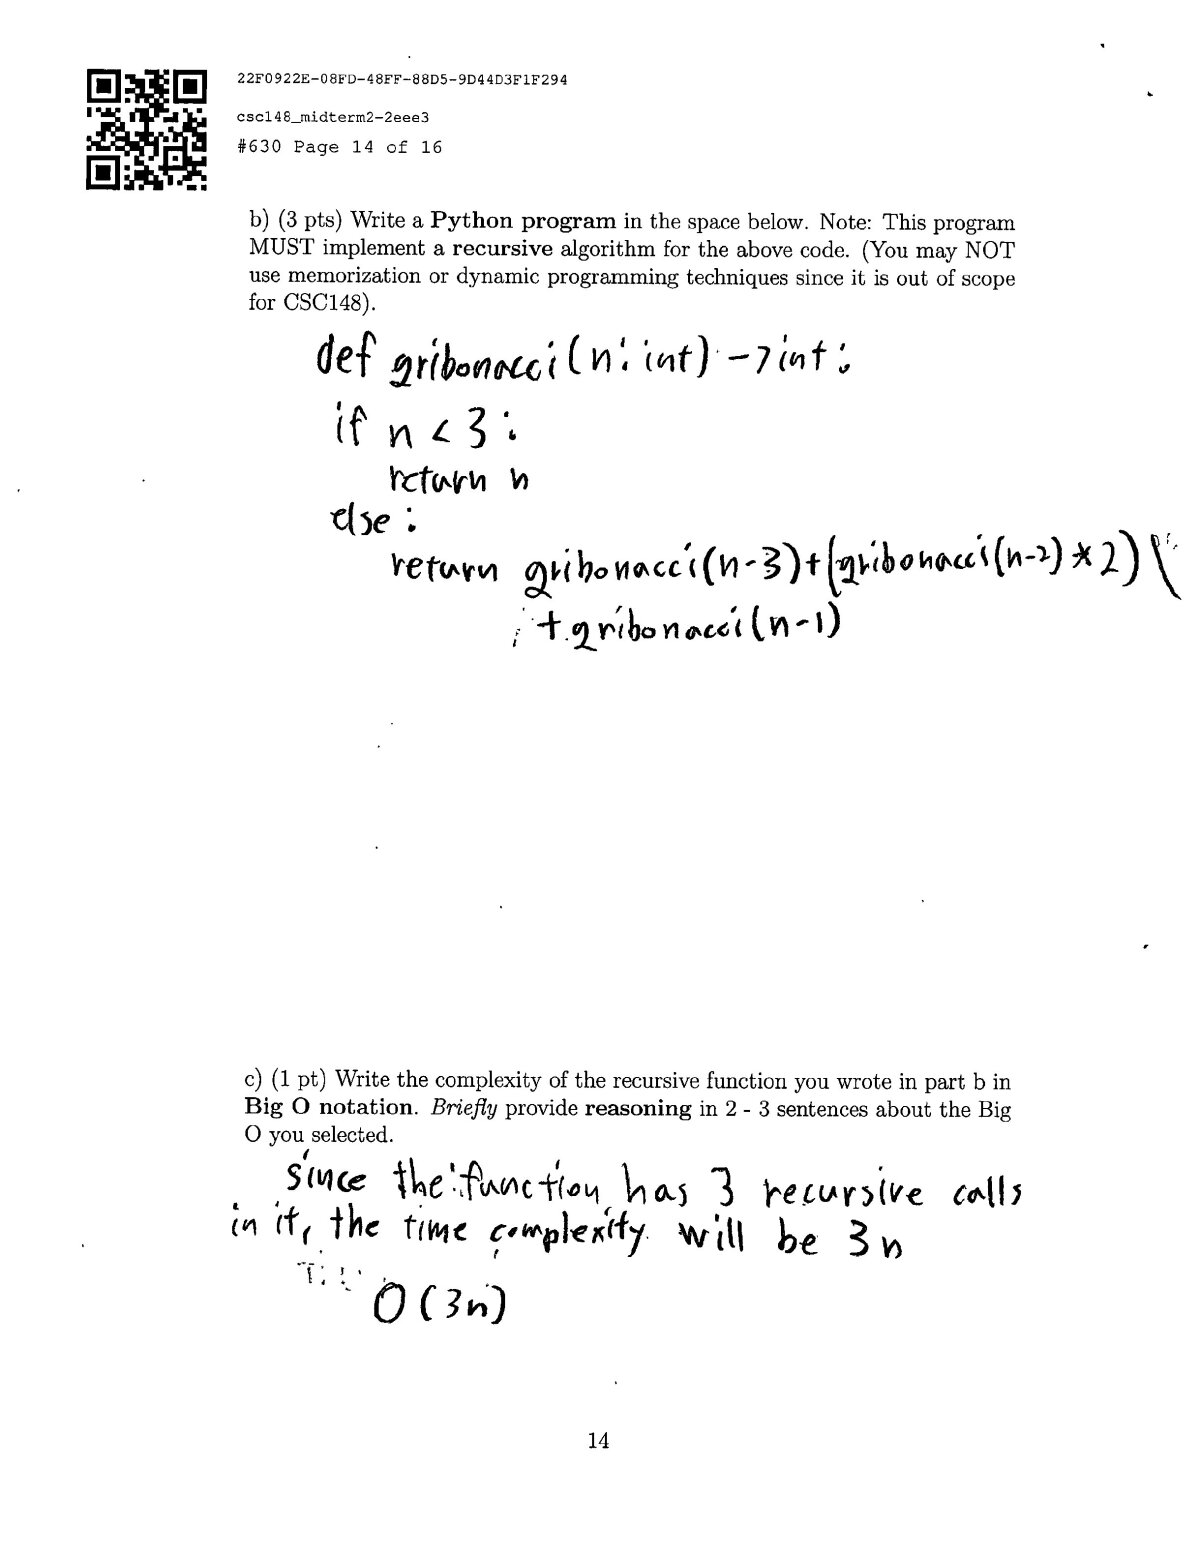 22F0922E-08FD-48FF-88D5-9D44D3F1F294
csc148_midterm2-2eee3
#630 Page 14 of 16
b) (3 pts) Write a Python program in the space below. Note: This program
MUST implement a recursive algorithm for the above code. (You may NOT
use memorization or dynamic programming techniques since it is out of scope
for CSC148).
def gribonacci(n: int) -> int:
if n < 3:
return n
else:
return gribonacci(n-3)+(gribonacci(n-2) * 2) \
+ gribonacci(n-1)
c) (1 pt) Write the complexity of the recursive function you wrote in part b in
Big O notation. Briefly provide reasoning in 2 - 3 sentences about the Big
O you selected.
since the function has 3 recursive calls
in it, the time complexity will be 3n
O(3n)
14